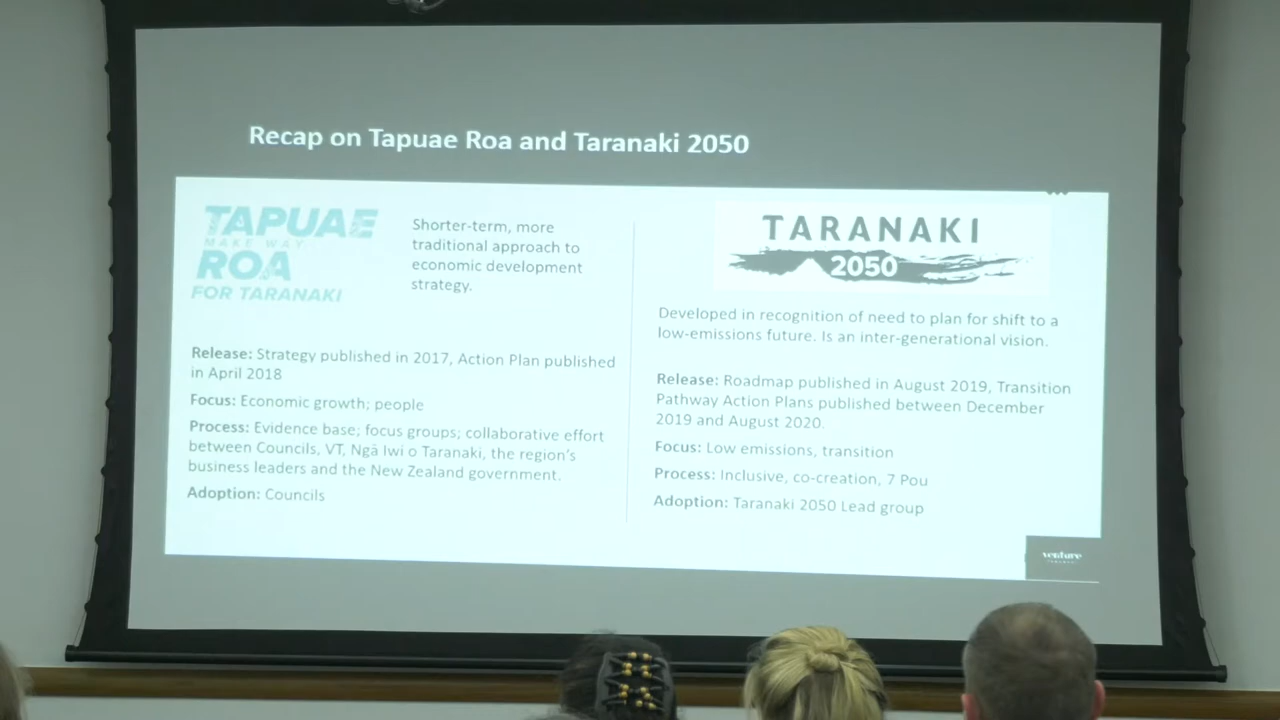 Recap on Tapuae Roa and Taranaki 2050
TAPUAE
MAKE WAY
ROA
FOR TARANAKI
Shorter-term, more
traditional approach to
economic development
strategy.
Release: Strategy published in 2017, Action Plan published
in April 2018
Focus: Economic growth; people
Process: Evidence base; focus groups; collaborative effort
between Councils, VT, Ngā Iwi o Taranaki, the region's
business leaders and the New Zealand government.
Adoption: Councils
TARANAKI
2050
Developed in recognition of need to plan for shift to a
low-emissions future. Is an inter-generational vision.
Release: Roadmap published in August 2019, Transition
Pathway Action Plans published between December
2019 and August 2020.
Focus: Low emissions, transition
Process: Inclusive, co-creation, 7 Pou
Adoption: Taranaki 2050 Lead group
venture